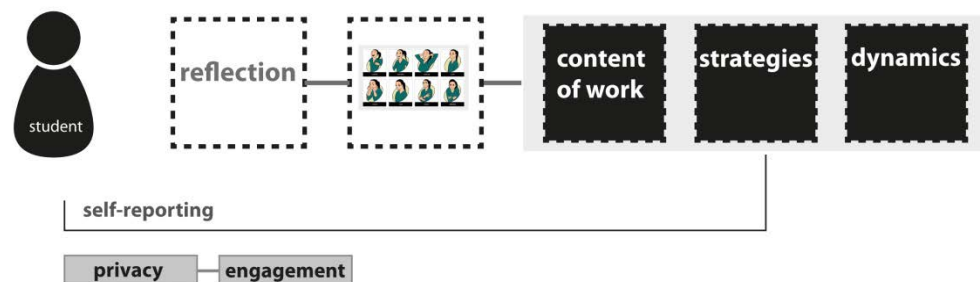 student
reflection
content
of work
strategies
dynamics
self-reporting
privacy
engagement